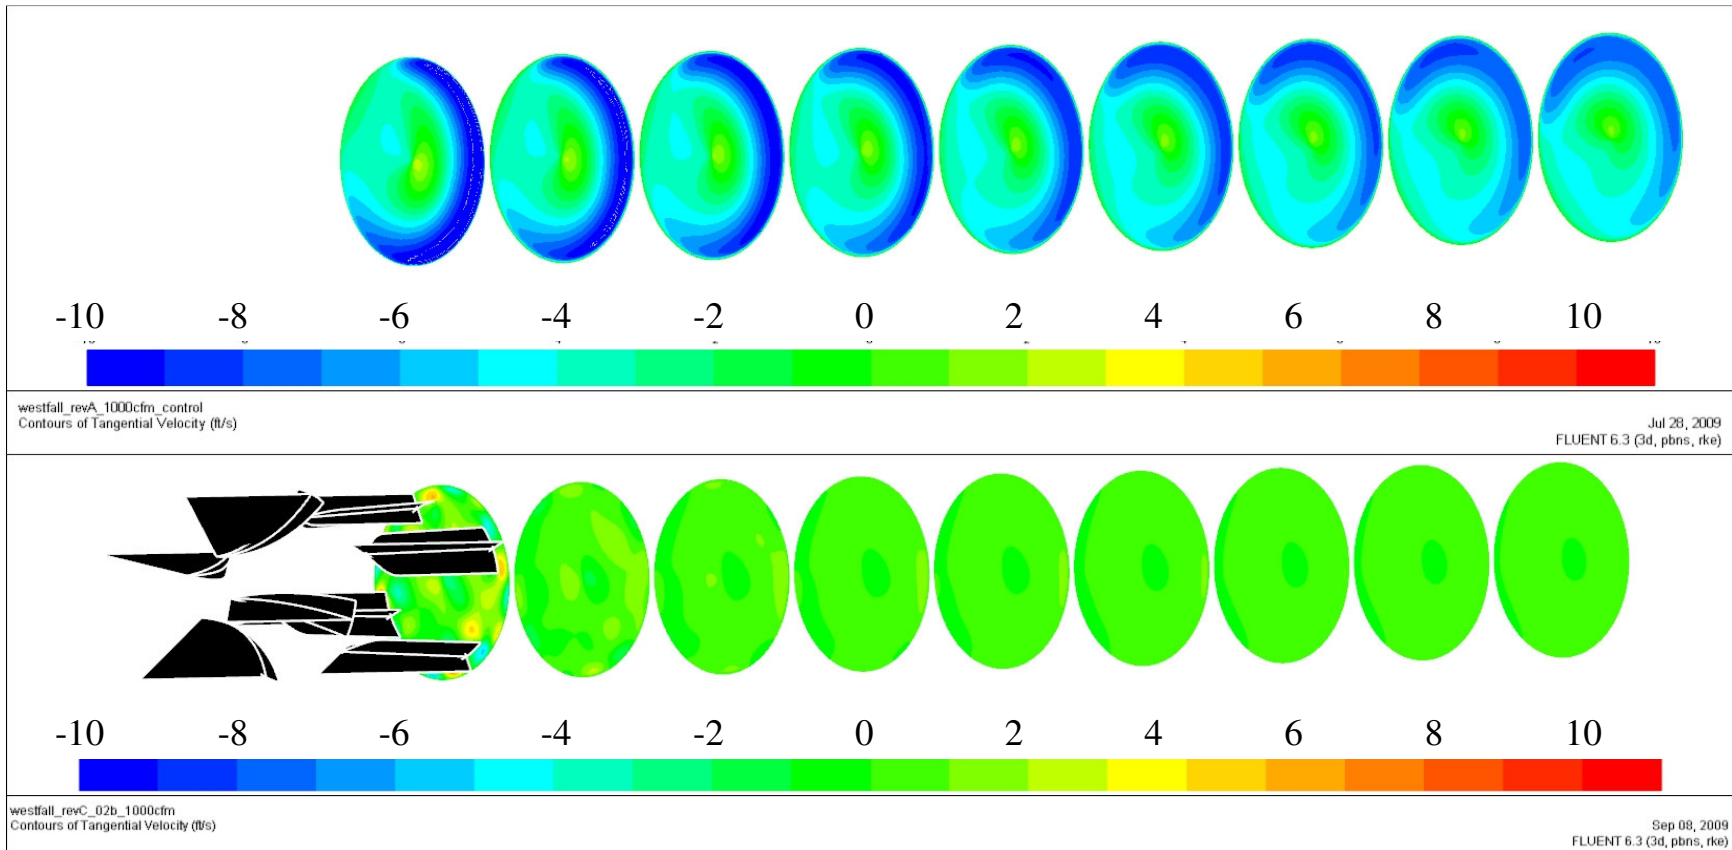 -10 -8 -6 -4 -2 0 2 4 6 8 10
westfall_revA_1000cfm_control
Contours of Tangential Velocity (ft/s)
Jul 28, 2009
FLUENT 6.3 (3d, pbns, rke)
-10 -8 -6 -4 -2 0 2 4 6 8 10
westfall_revC_02b_1000cfm
Contours of Tangential Velocity (ft/s)
Sep 08, 2009
FLUENT 6.3 (3d, pbns, rke)